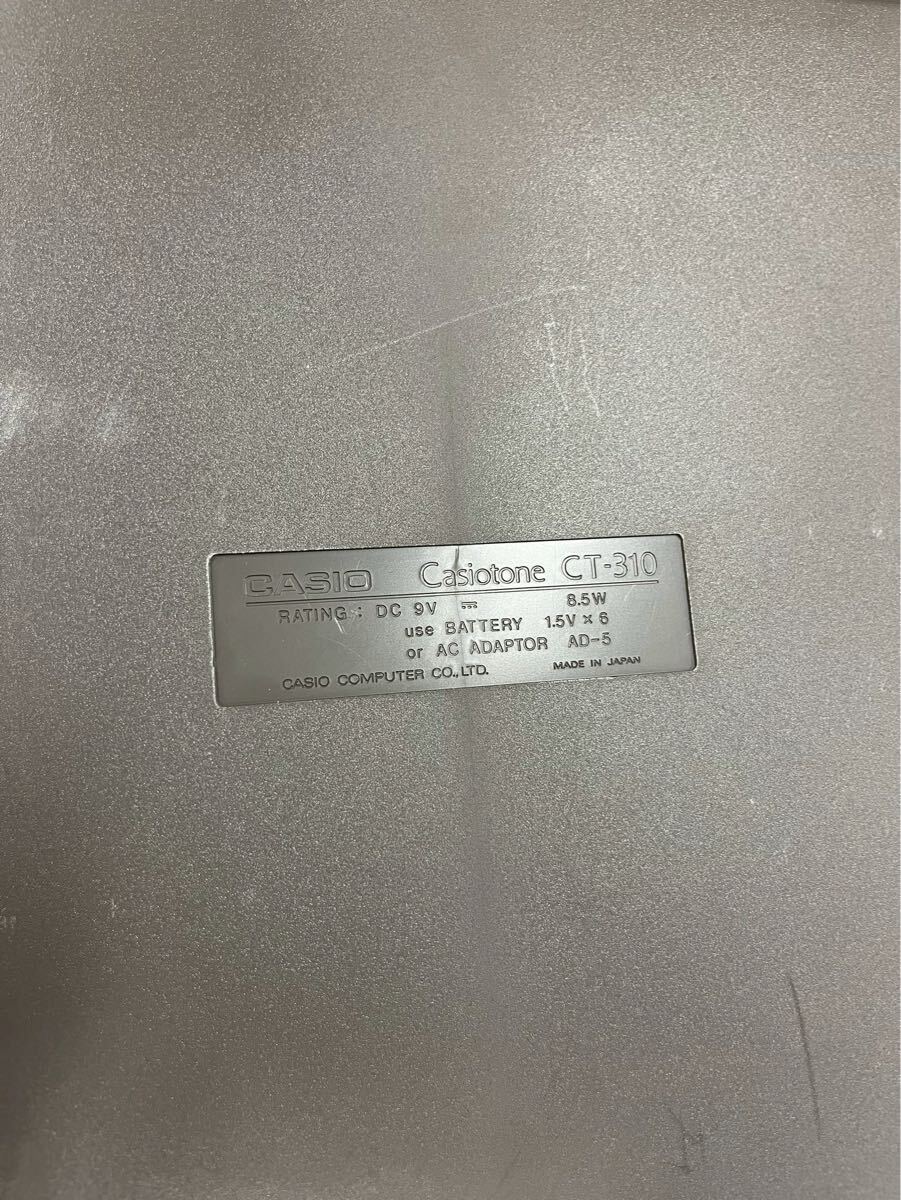 CASIO Casiotone CT-310
RATING : DC 9V ⎓ 8.5W
use BATTERY 1.5V × 6
or AC ADAPTOR AD-5
CASIO COMPUTER CO., LTD. MADE IN JAPAN